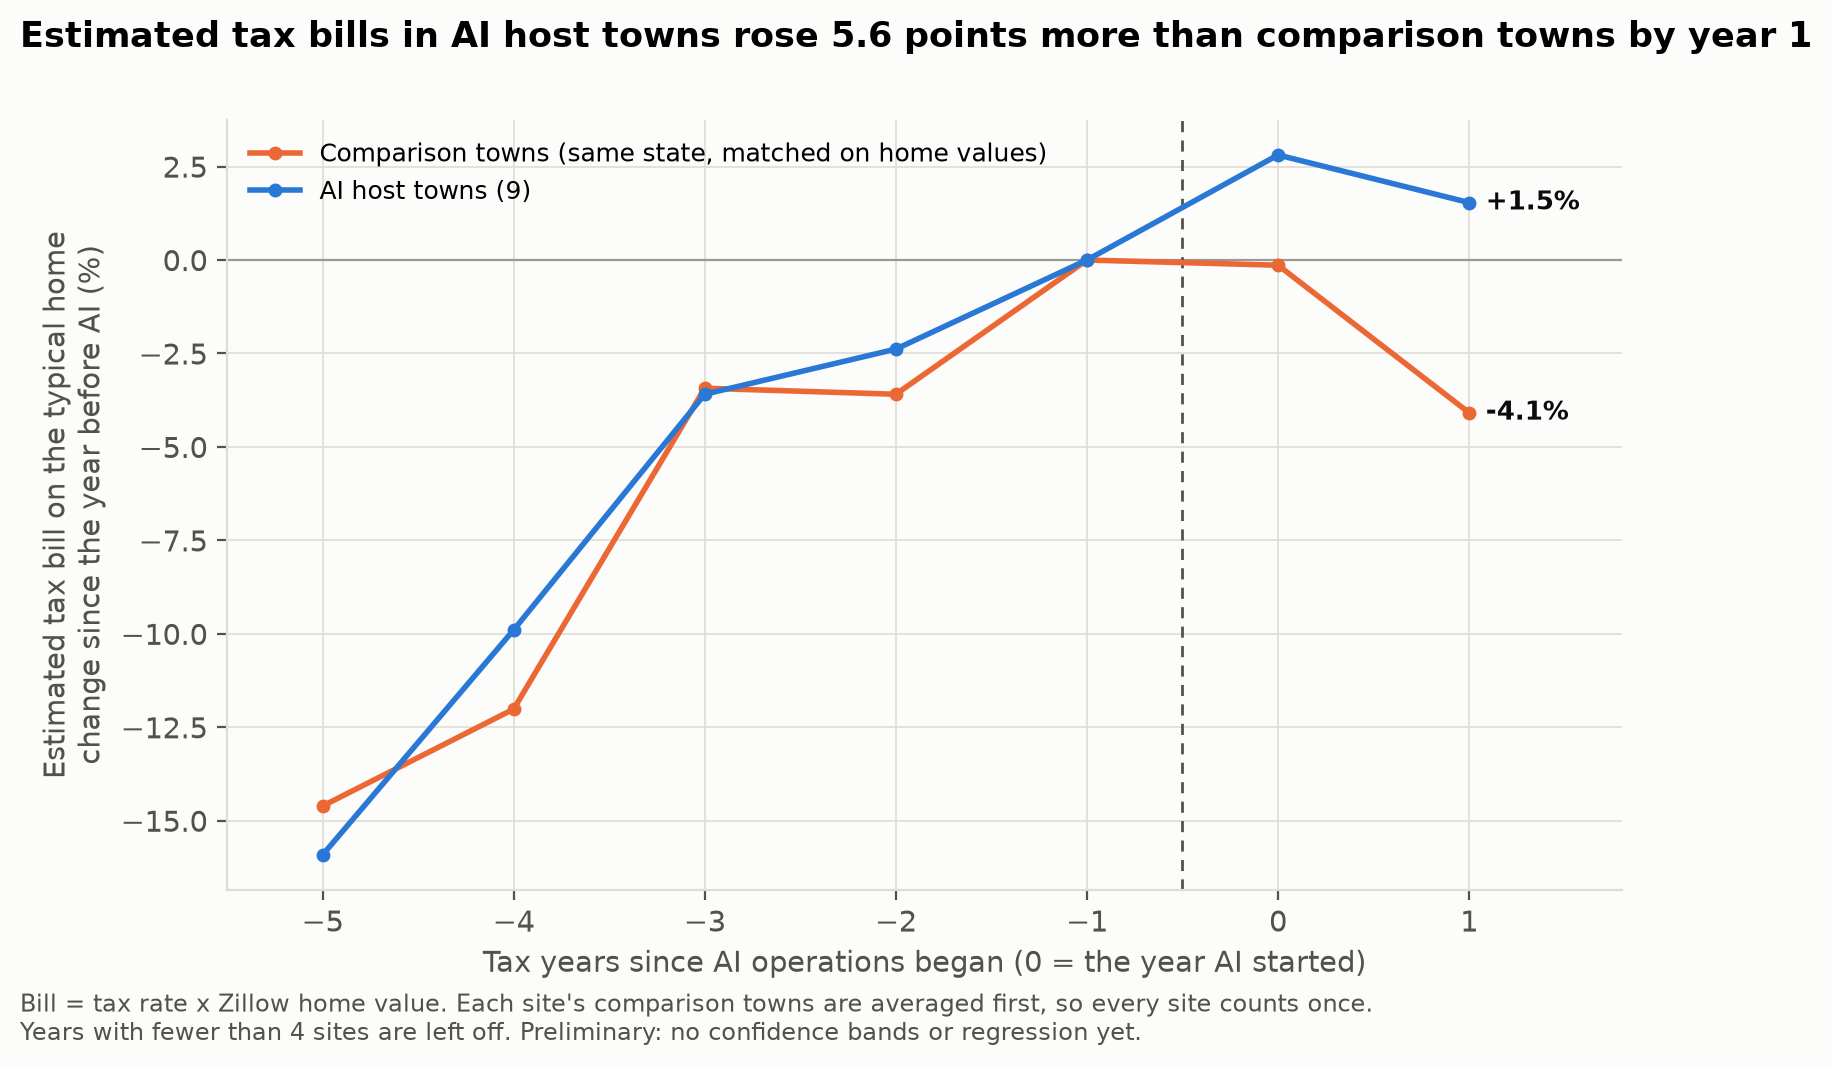 Estimated tax bills in AI host towns rose 5.6 points more than comparison towns by year 1
Comparison towns (same state, matched on home values)
AI host towns (9)
Estimated tax bill on the typical home
change since the year before AI (%)
2.5
0.0
−2.5
−5.0
−7.5
−10.0
−12.5
−15.0
+1.5%
-4.1%
−5
−4
−3
−2
−1
0
1
Tax years since AI operations began (0 = the year AI started)
Bill = tax rate x Zillow home value. Each site's comparison towns are averaged first, so every site counts once.
Years with fewer than 4 sites are left off. Preliminary: no confidence bands or regression yet.